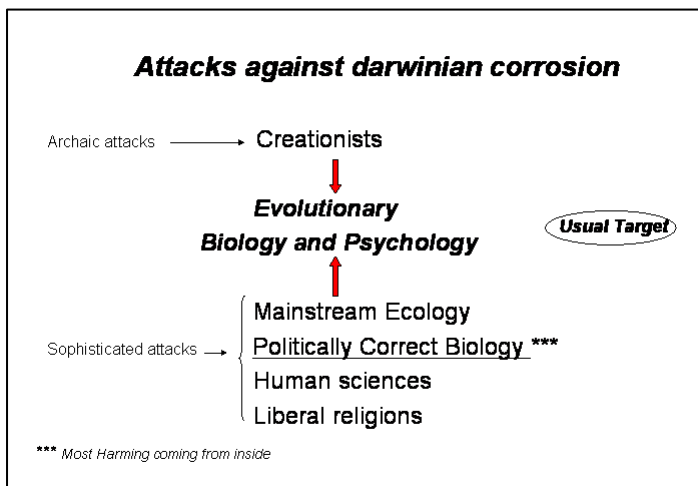 Attacks against darwinian corrosion
Archaic attacks
Creationists
Evolutionary
Biology and Psychology
Usual Target
Mainstream Ecology
Sophisticated attacks
Politically Correct Biology ***
Human sciences
Liberal religions
*** Most Harming coming from inside